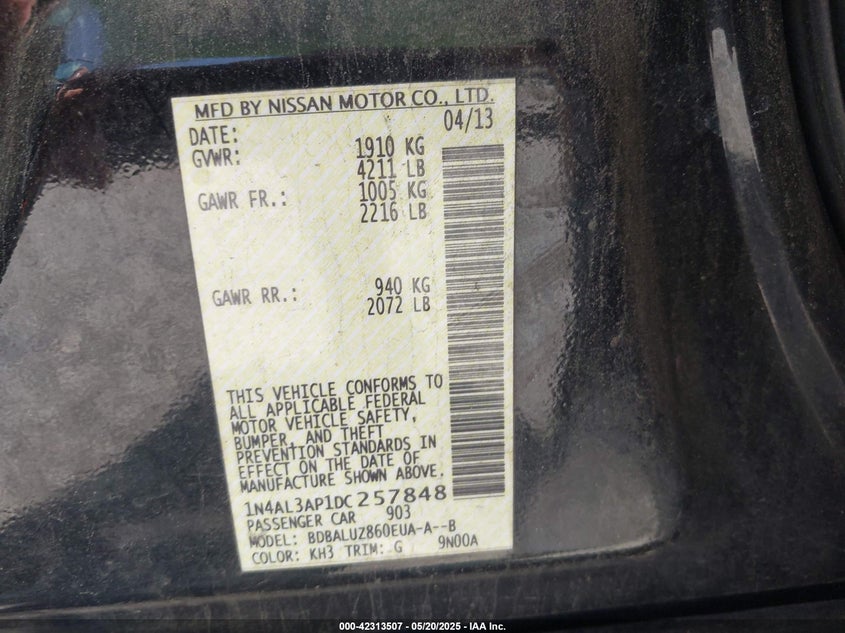 MFD BY NISSAN MOTOR CO., LTD.
DATE: 04/13
GVWR: 1910 KG
4211 LB
GAWR FR.: 1005 KG
2216 LB
GAWR RR.: 940 KG
2072 LB
THIS VEHICLE CONFORMS TO
ALL APPLICABLE FEDERAL
MOTOR VEHICLE SAFETY,
BUMPER, AND THEFT
PREVENTION STANDARDS IN
EFFECT ON THE DATE OF
MANUFACTURE SHOWN ABOVE.
1N4AL3AP1DC257848
PASSENGER CAR 903
MODEL: BDBALUZ860EUA-A--B
COLOR: KH3 TRIM: G 9N00A
000-42313507 - 05/20/2025 - IAA Inc.